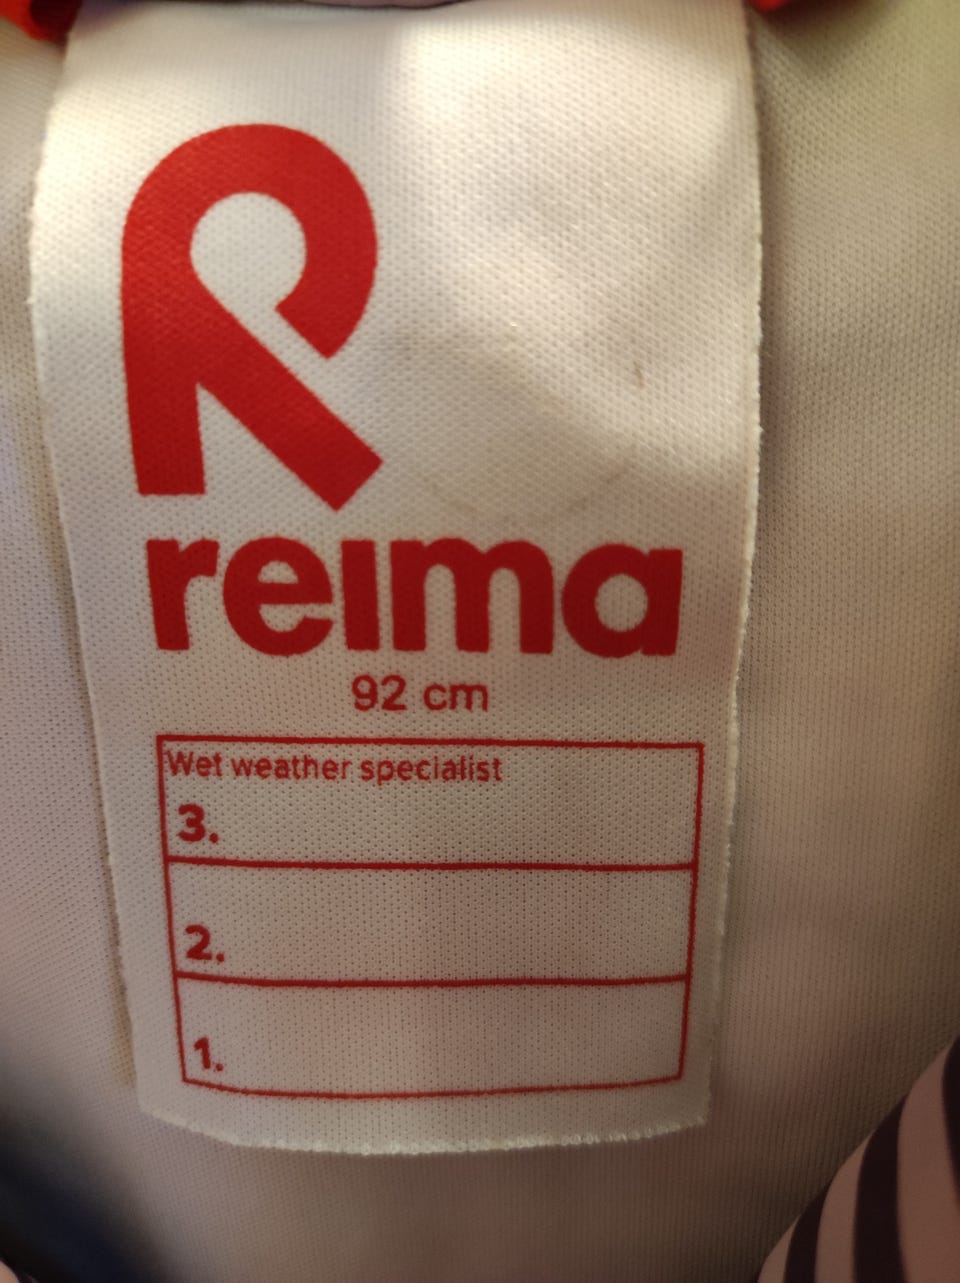 R
reima
92 cm
Wet weather specialist
3.
2.
1.